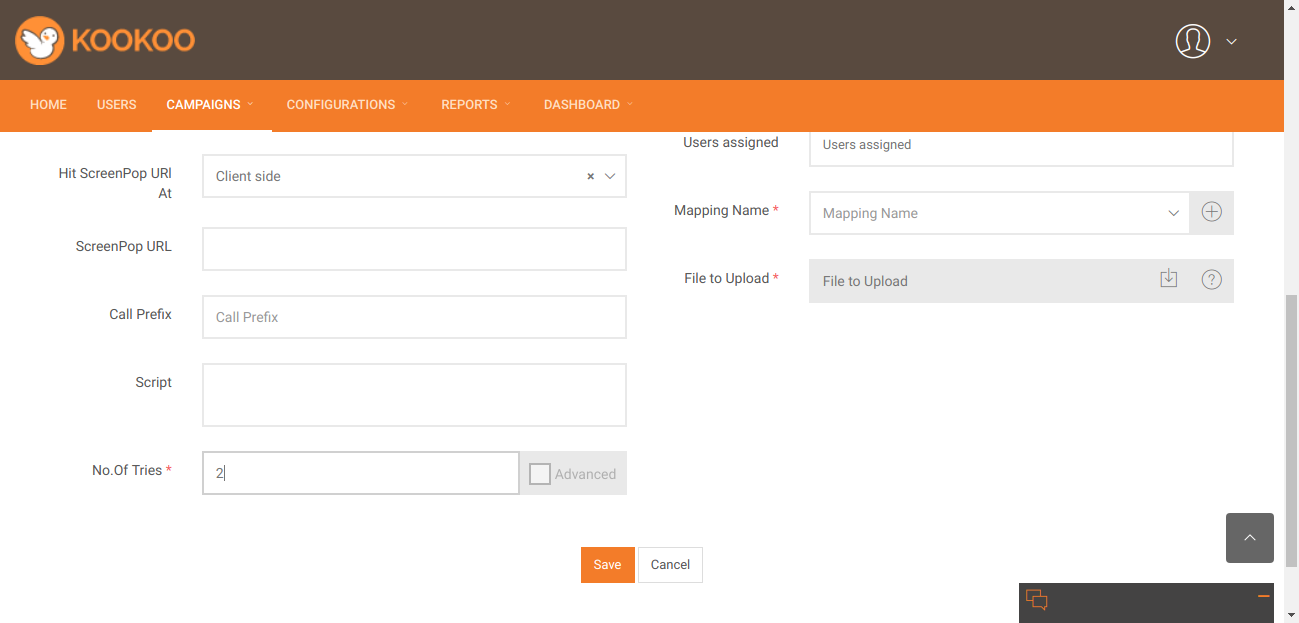 KOOKOO
HOME USERS CAMPAIGNS CONFIGURATIONS REPORTS DASHBOARD
Users assigned Users assigned
Hit ScreenPop URl
At
Client side ×
Mapping Name * Mapping Name
ScreenPop URL
File to Upload * File to Upload ?
Call Prefix Call Prefix
Script
No.Of Tries * 2 Advanced
Save Cancel